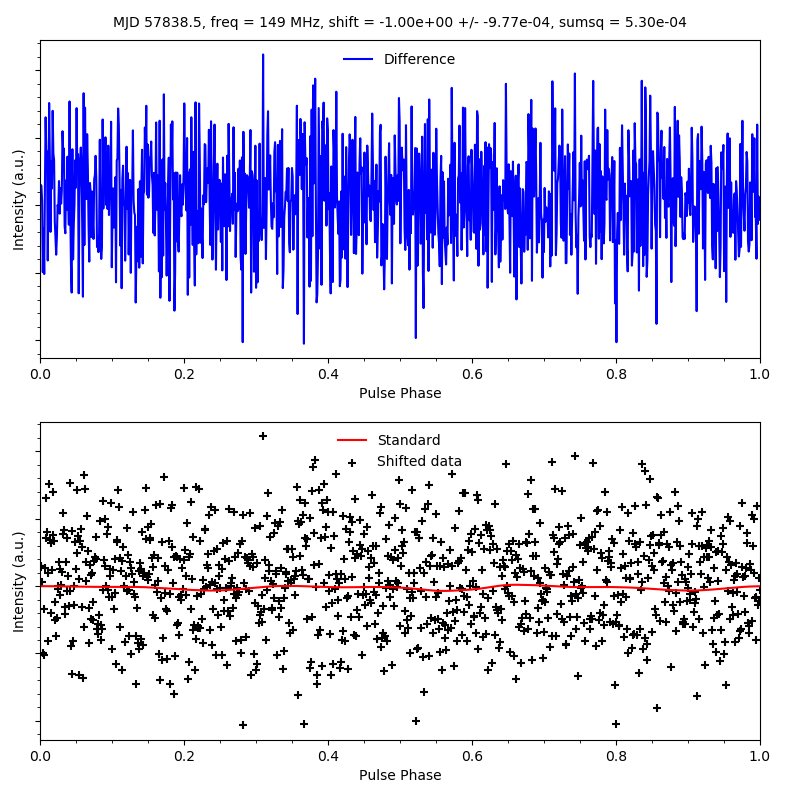 MJD 57838.5, freq = 149 MHz, shift = -1.00e+00 +/- -9.77e-04, sumsq = 5.30e-04
Difference
Intensity (a.u.)
0.0 0.2 0.4 0.6 0.8 1.0
Pulse Phase
Standard
Shifted data
Intensity (a.u.)
0.0 0.2 0.4 0.6 0.8 1.0
Pulse Phase